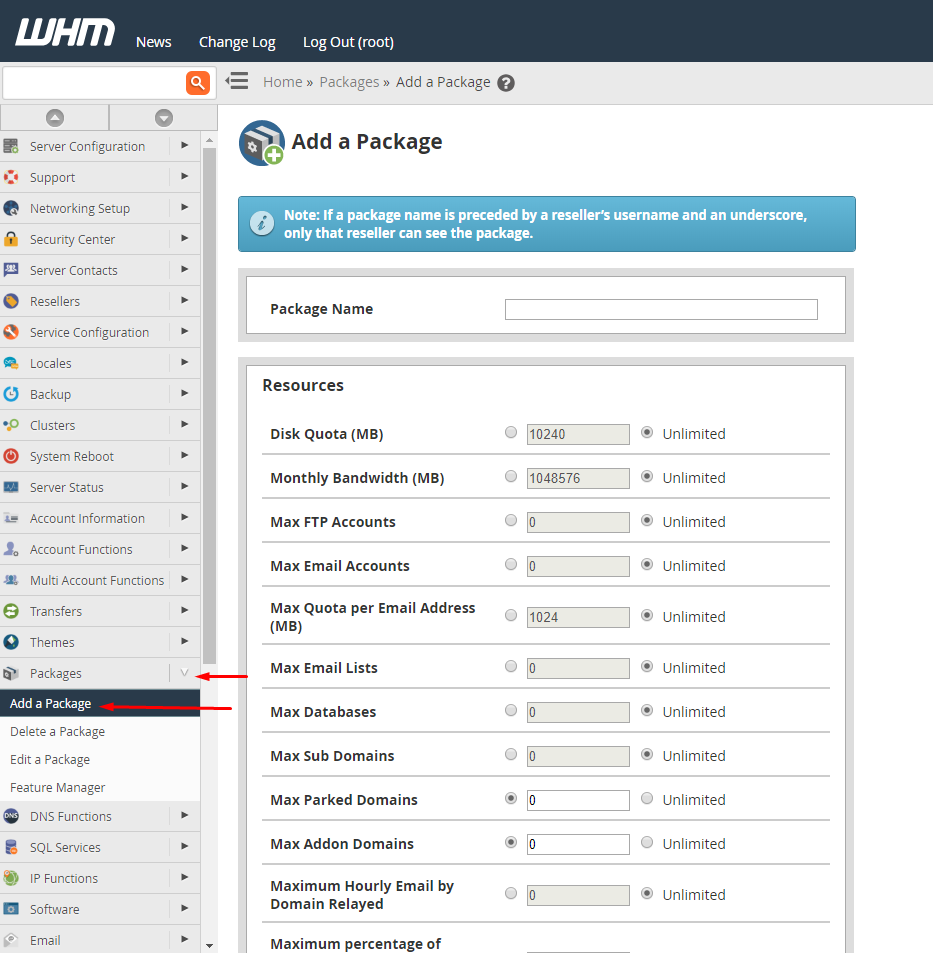 WHM
News Change Log Log Out (root)
Home » Packages » Add a Package ?
Server Configuration
Support
Networking Setup
Security Center
Server Contacts
Resellers
Service Configuration
Locales
Backup
Clusters
System Reboot
Server Status
Account Information
Account Functions
Multi Account Functions
Transfers
Themes
Packages
Add a Package
Delete a Package
Edit a Package
Feature Manager
DNS DNS Functions
SQL Services
IP Functions
Software
Email
Add a Package
i
Note: If a package name is preceded by a reseller’s username and an underscore,
only that reseller can see the package.
Package Name
Resources
Disk Quota (MB) 10240 Unlimited
Monthly Bandwidth (MB) 1048576 Unlimited
Max FTP Accounts 0 Unlimited
Max Email Accounts 0 Unlimited
Max Quota per Email Address
(MB) 1024 Unlimited
Max Email Lists 0 Unlimited
Max Databases 0 Unlimited
Max Sub Domains 0 Unlimited
Max Parked Domains 0 Unlimited
Max Addon Domains 0 Unlimited
Maximum Hourly Email by
Domain Relayed 0 Unlimited
Maximum percentage of